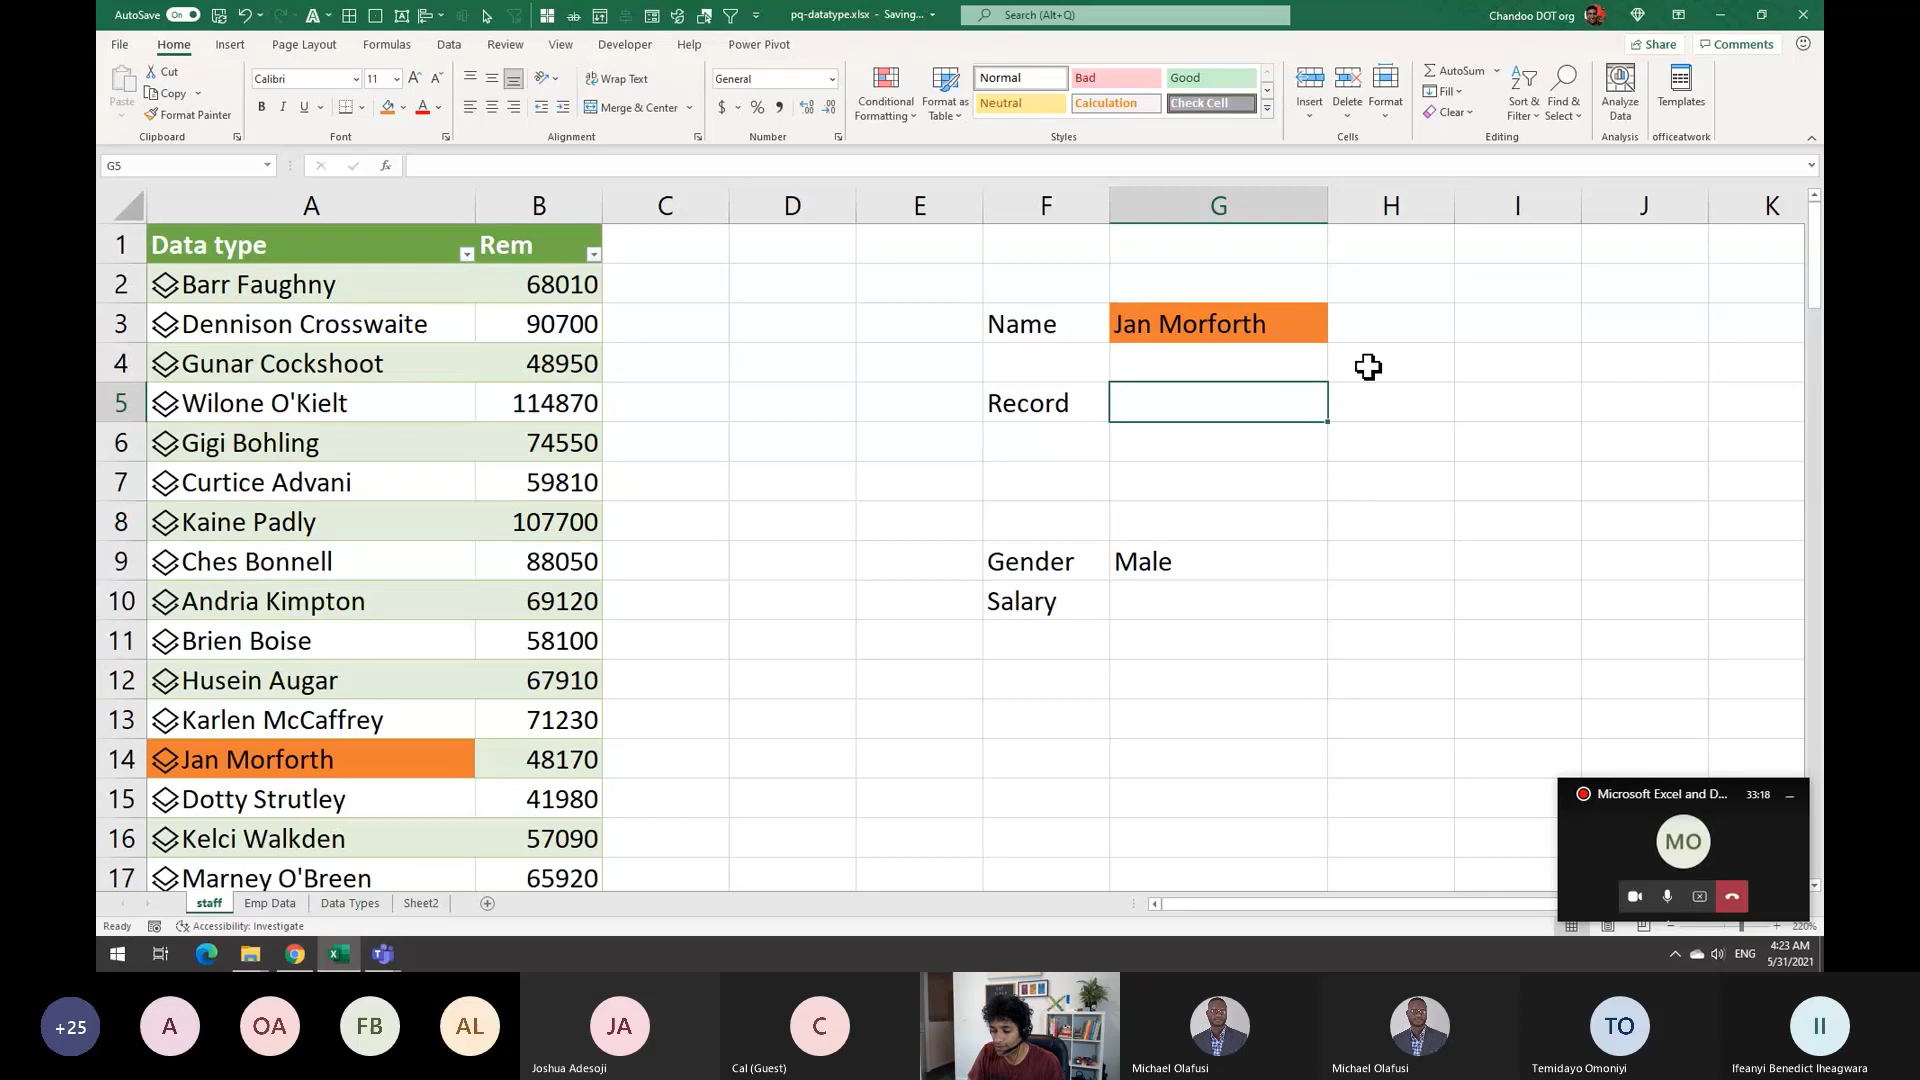 AutoSave On pq-datatype.xlsx - Saving... Search (Alt+Q) Chandoo DOT org
File Home Insert Page Layout Formulas Data Review View Developer Help Power Pivot Share Comments
Paste Cut Copy Format Painter
Calibri 11 B I U A
Wrap Text Merge & Center
General $ % ,
Conditional Formatting Format as Table
Normal Bad Good
Neutral Calculation Check Cell
Insert Delete Format
AutoSum Fill Clear Sort & Filter Find & Select
Analyze Data Templates
Clipboard Font Alignment Number Styles Cells Editing Analysis officeatwork
G5 fx
A B C D E F G H I J K
1 Data type Rem
2 Barr Faughny 68010
3 Dennison Crosswaite 90700 Name Jan Morforth
4 Gunar Cockshoot 48950
5 Wilone O'Kielt 114870 Record
6 Gigi Bohling 74550
7 Curtice Advani 59810
8 Kaine Padly 107700
9 Ches Bonnell 88050 Gender Male
10 Andria Kimpton 69120 Salary
11 Brien Boise 58100
12 Husein Augar 67910
13 Karlen McCaffrey 71230
14 Jan Morforth 48170
15 Dotty Strutley 41980
16 Kelci Walkden 57090
17 Marney O'Breen 65920
Microsoft Excel and D... 33:18
MO
staff Emp Data Data Types Sheet2
Ready Accessibility: Investigate 220%
ENG 4:23 AM
5/31/2021
+25 A OA FB AL JA C TO II
Joshua Adesoji Cal (Guest) Michael Olafusi Michael Olafusi Temidayo Omoniyi Ifeanyi Benedict Iheagwara